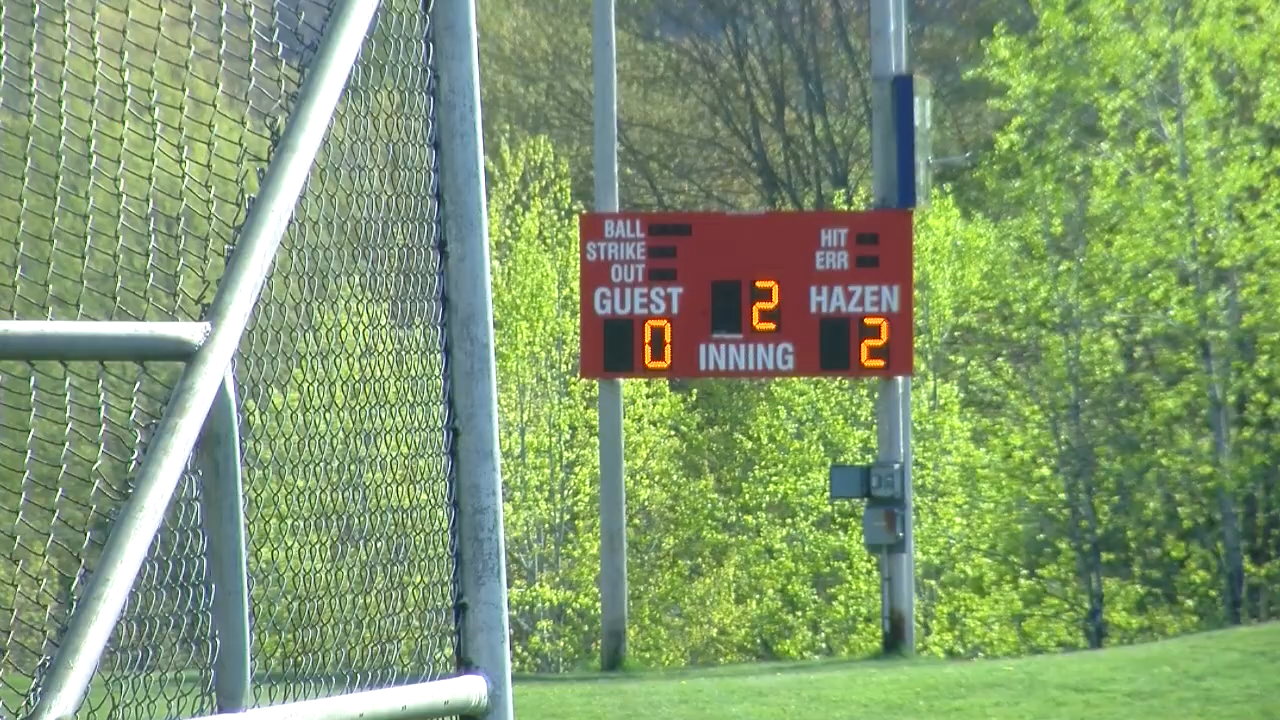 BALL
STRIKE
OUT
HIT
ERR
GUEST
0
2
INNING
HAZEN
2